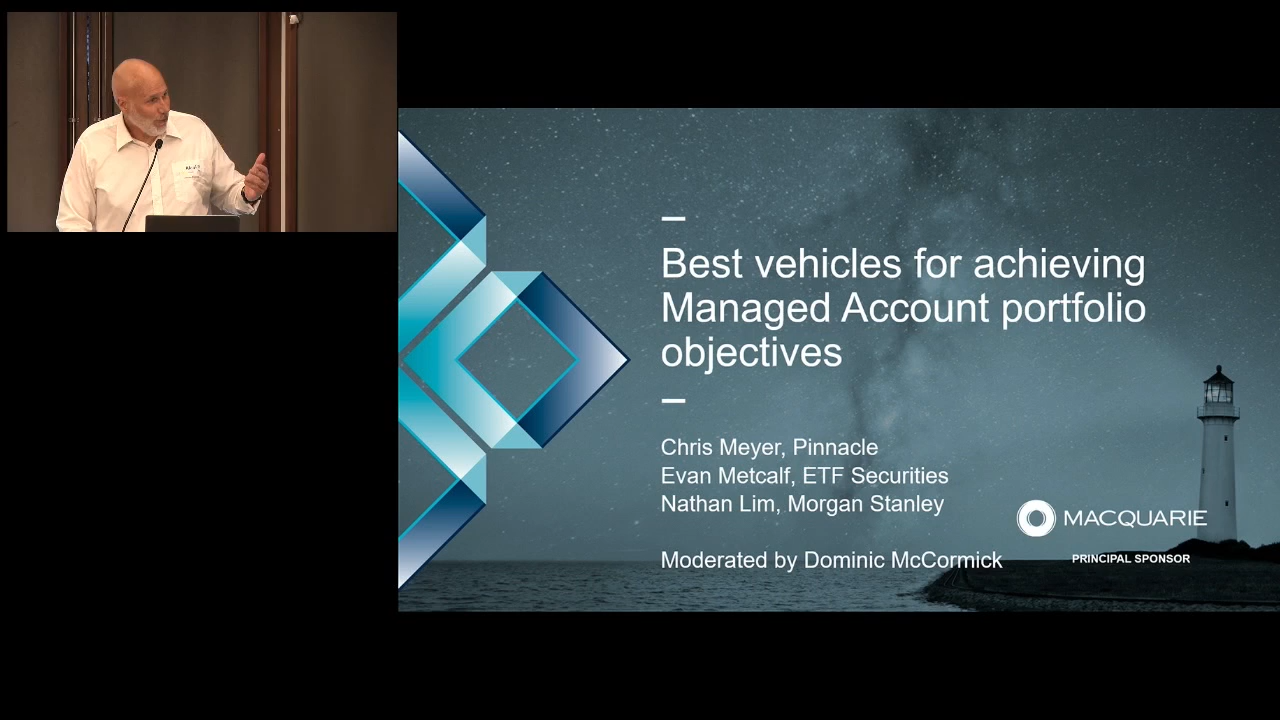 Best vehicles for achieving
Managed Account portfolio
objectives
Chris Meyer, Pinnacle
Evan Metcalf, ETF Securities
Nathan Lim, Morgan Stanley
MACQUARIE
PRINCIPAL SPONSOR
Moderated by Dominic McCormick